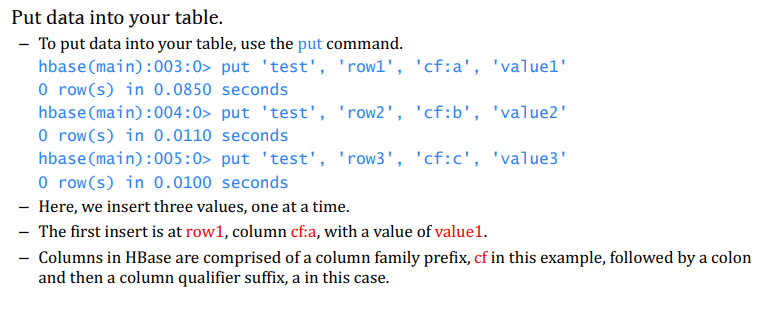 Put data into your table.
– To put data into your table, use the put command.
hbase(main):003:0> put 'test', 'row1', 'cf:a', 'value1'
0 row(s) in 0.0850 seconds
hbase(main):004:0> put 'test', 'row2', 'cf:b', 'value2'
0 row(s) in 0.0110 seconds
hbase(main):005:0> put 'test', 'row3', 'cf:c', 'value3'
0 row(s) in 0.0100 seconds
– Here, we insert three values, one at a time.
– The first insert is at row1, column cf:a, with a value of value1.
– Columns in HBase are comprised of a column family prefix, cf in this example, followed by a colon
and then a column qualifier suffix, a in this case.